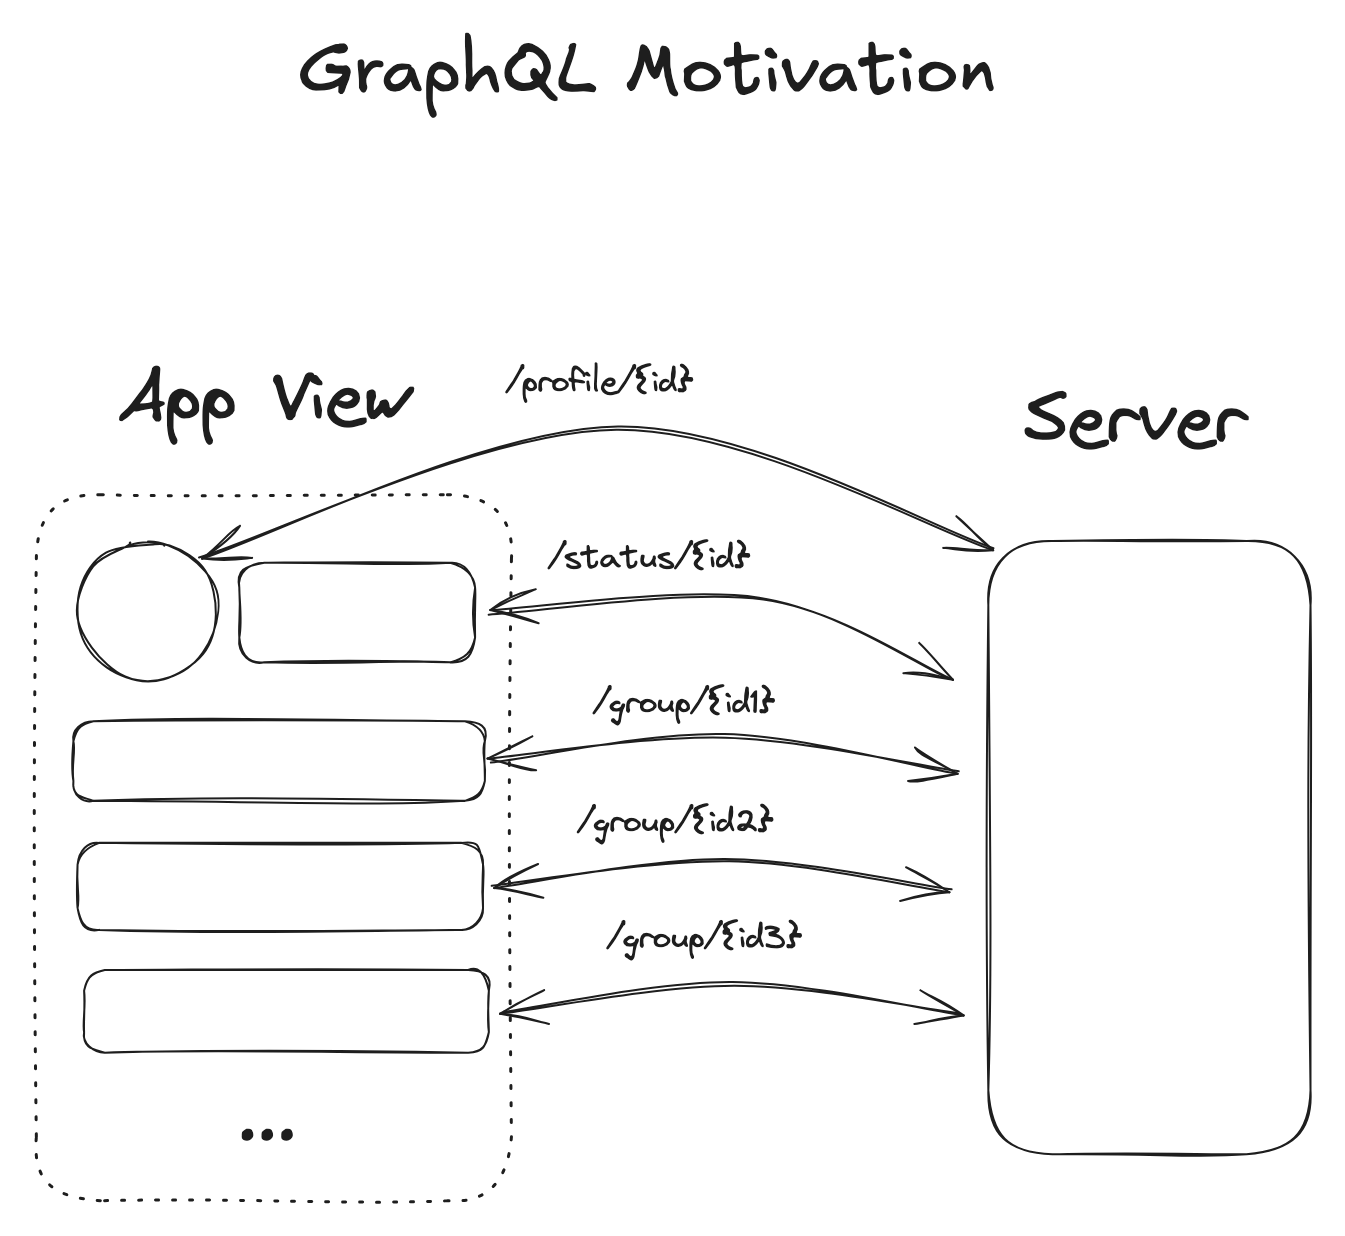 GraphQL Motivation
App View
/profile/{id}
Server
/status/{id}
/group/{id1}
/group/{id2}
/group/{id3}
...